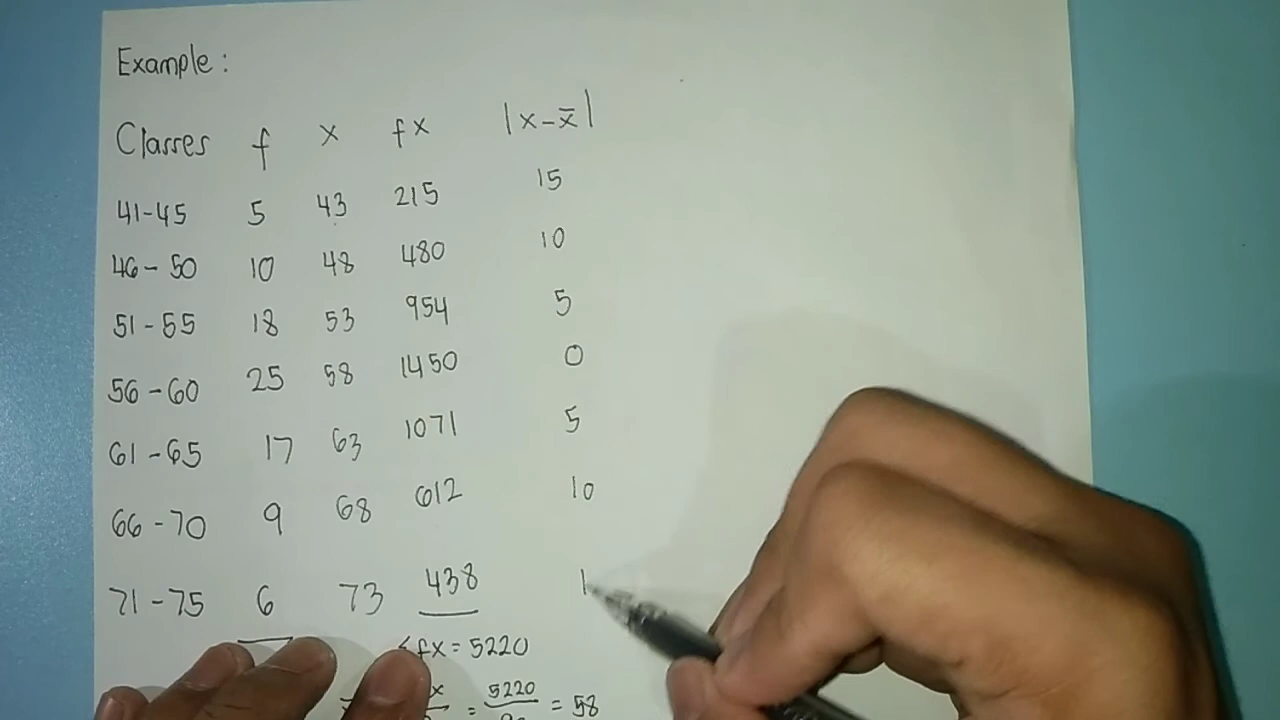 Example :
Classes f x fx |x-x̄|
41-45 5 43 215 15
46-50 10 48 480 10
51-55 18 53 954 5
56-60 25 58 1450 0
61-65 17 63 1071 5
66-70 9 68 612 10
71-75 6 73 438 1
fx = 5220
x = 5220 = 58